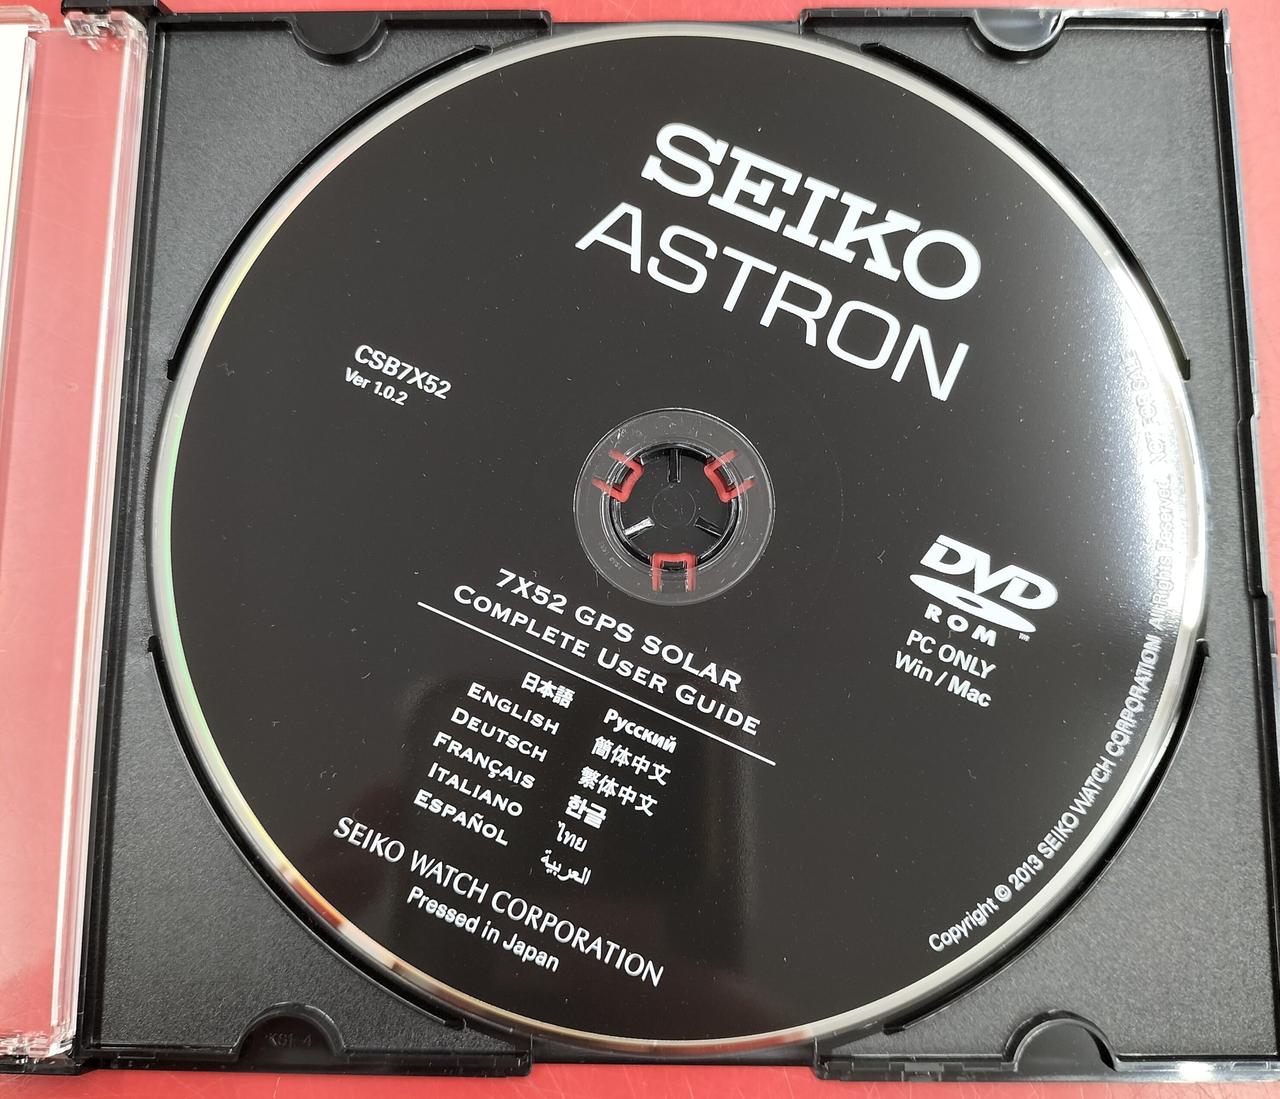 SEIKO
ASTRON
CSB7X52
Ver 1.0.2
DVD
ROM™
PC ONLY
Win / Mac
7X52 GPS SOLAR
COMPLETE USER GUIDE
日本語
ENGLISH
DEUTSCH
FRANÇAIS
ITALIANO
ESPAÑOL
Русский
簡体中文
繁体中文
한글
ไทย
العربية
SEIKO WATCH CORPORATION
Pressed in Japan
Copyright © 2013 SEIKO WATCH CORPORATION. All Rights Reserved. NOT FOR SALE